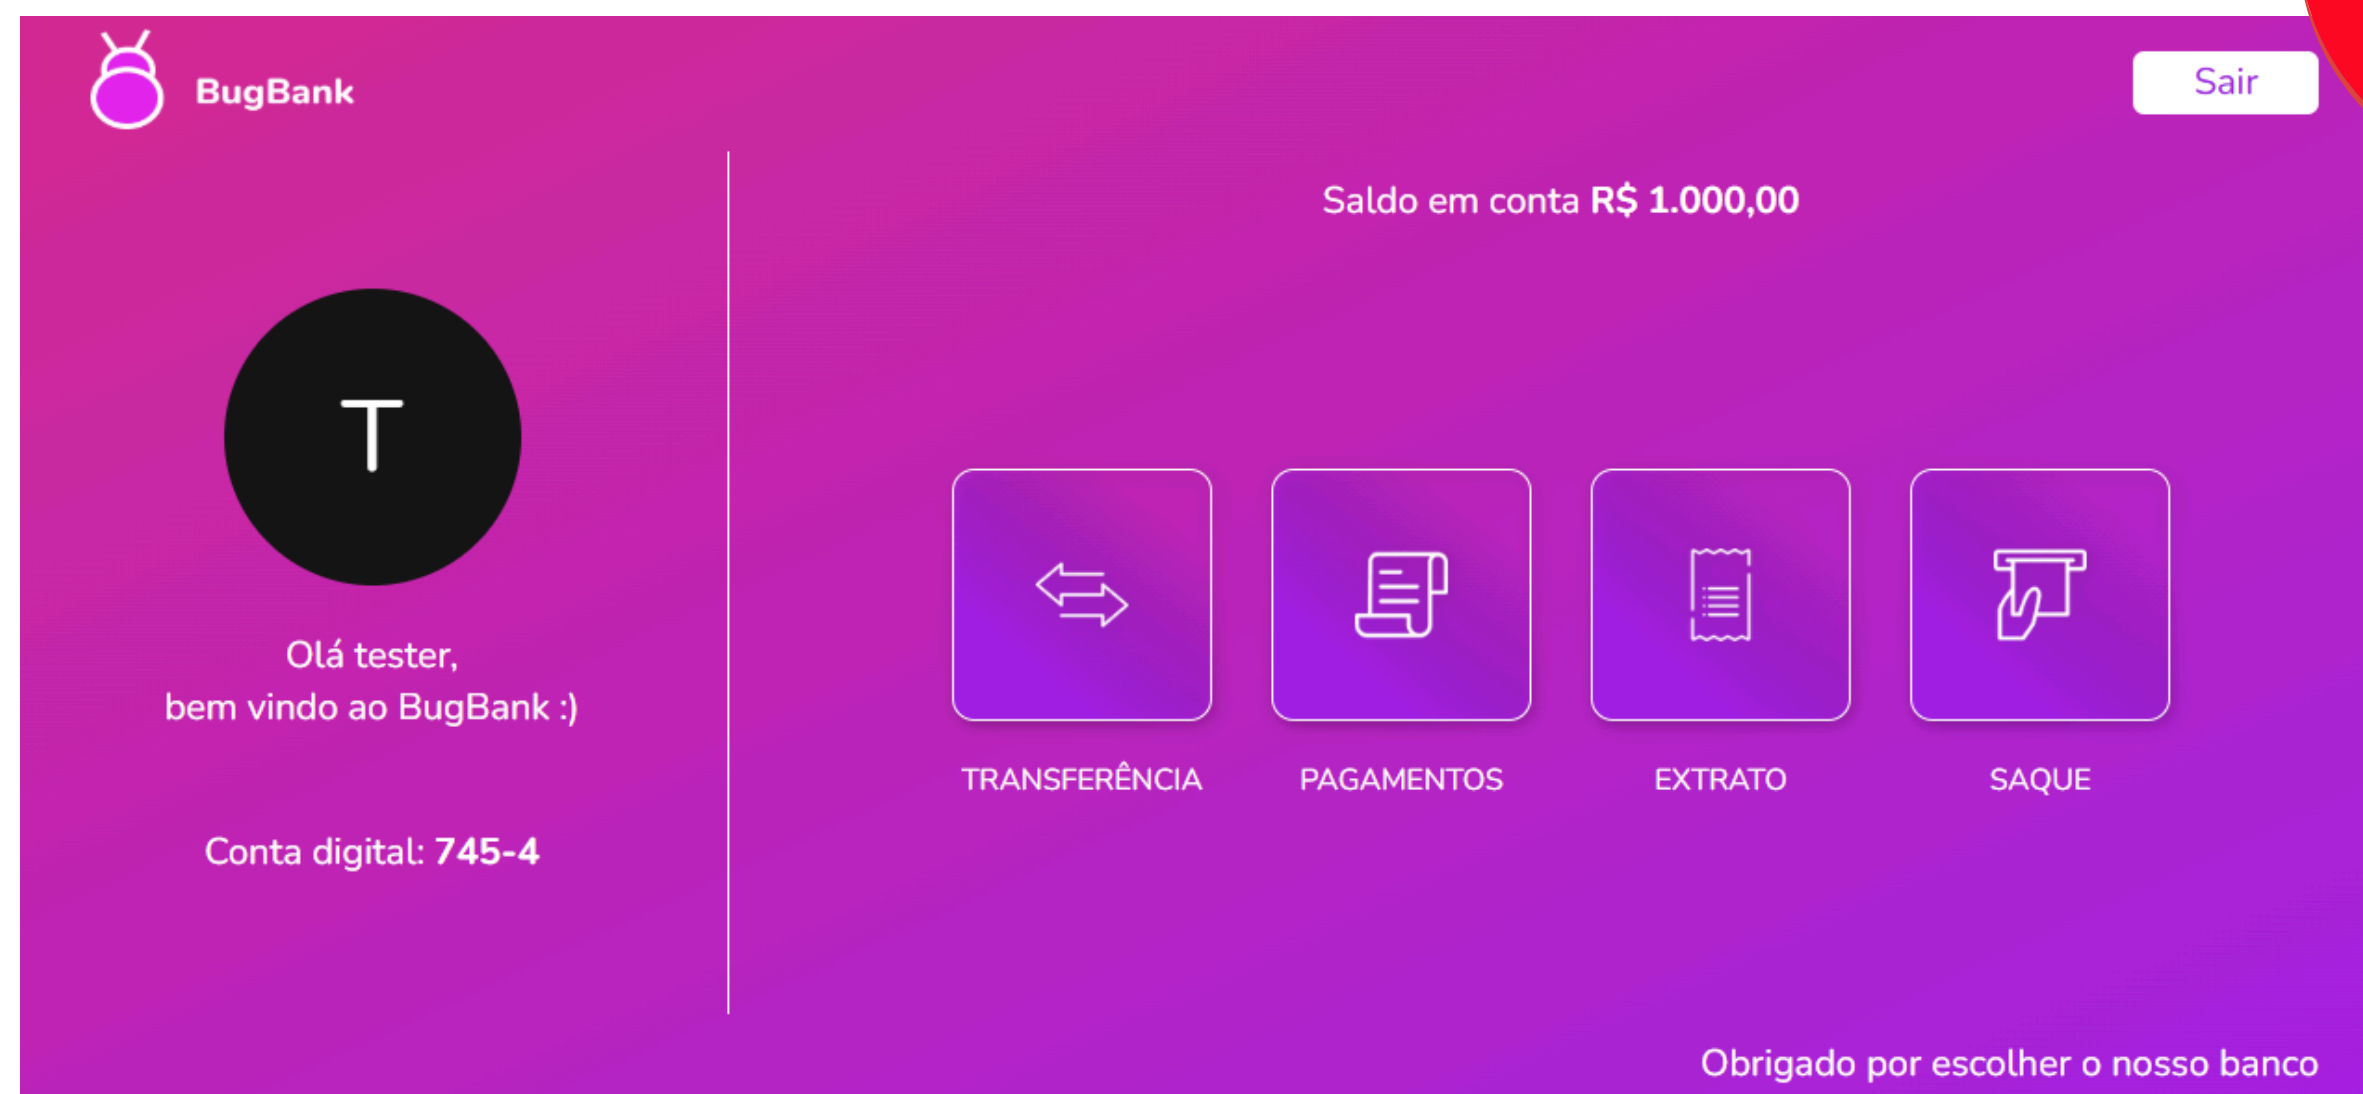 BugBank
Sair
Saldo em conta R$ 1.000,00
T
Olá tester,
bem vindo ao BugBank :)
Conta digital: 745-4
TRANSFERÊNCIA
PAGAMENTOS
EXTRATO
SAQUE
Obrigado por escolher o nosso banco